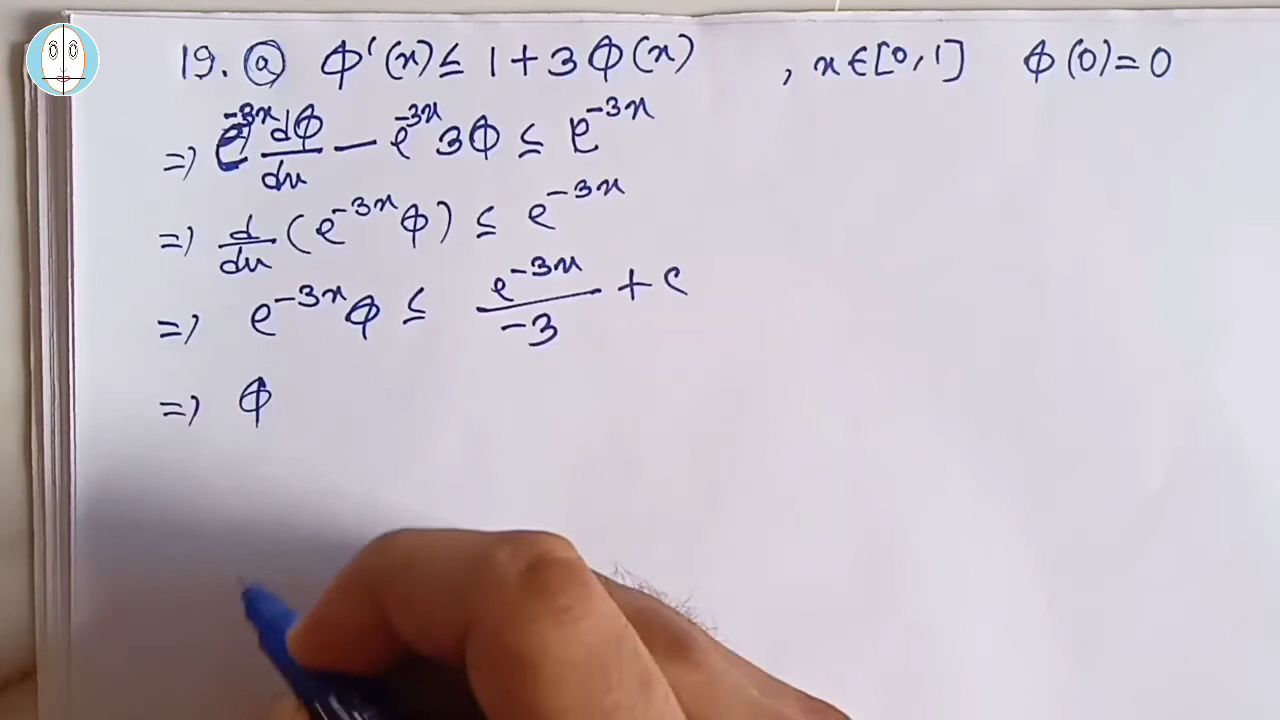 19. (a) ϕ'(x) ≤ 1 + 3ϕ(x) , x ∈ [0, 1] ϕ(0) = 0
=> e^{-3x} dϕ/dx − e^{-3x} 3ϕ ≤ e^{-3x}
=> d/dx (e^{-3x} ϕ) ≤ e^{-3x}
=> e^{-3x} ϕ ≤ e^{-3x}/-3 + c
=> ϕ